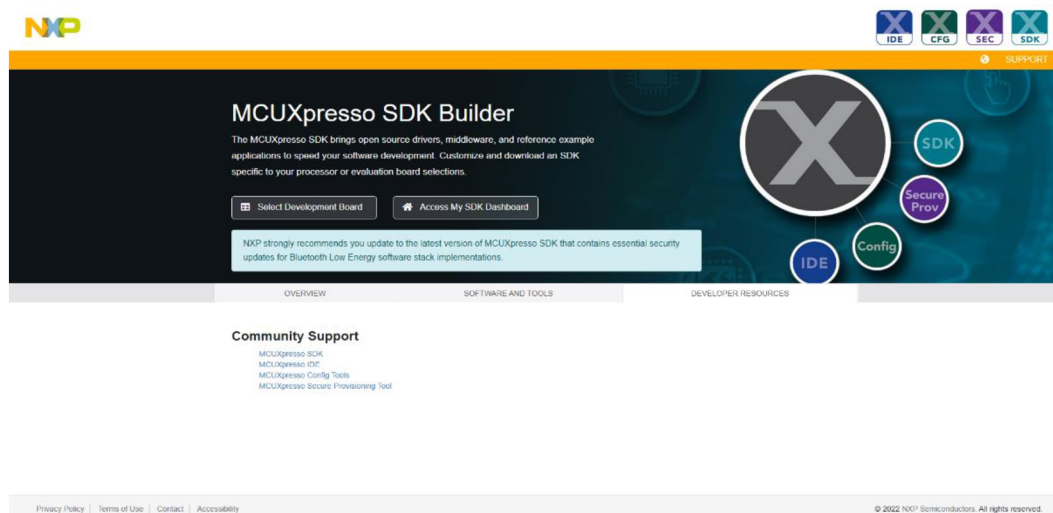 NXP
IDE CFG SEC SDK
SUPPORT
MCUXpresso SDK Builder
The MCUXpresso SDK brings open source drivers, middleware, and reference example
applications to speed your software development. Customize and download an SDK
specific to your processor or evaluation board selections.
Select Development Board Access My SDK Dashboard
NXP strongly recommends you update to the latest version of MCUXpresso SDK that contains essential security
updates for Bluetooth Low Energy software stack implementations.
X
SDK
Secure
Prov
Config
IDE
OVERVIEW SOFTWARE AND TOOLS DEVELOPER RESOURCES
Community Support
MCUXpresso SDK
MCUXpresso IDE
MCUXpresso Config Tools
MCUXpresso Secure Provisioning Tool
Privacy Policy | Terms of Use | Contact | Accessibility © 2022 NXP Semiconductors. All rights reserved.